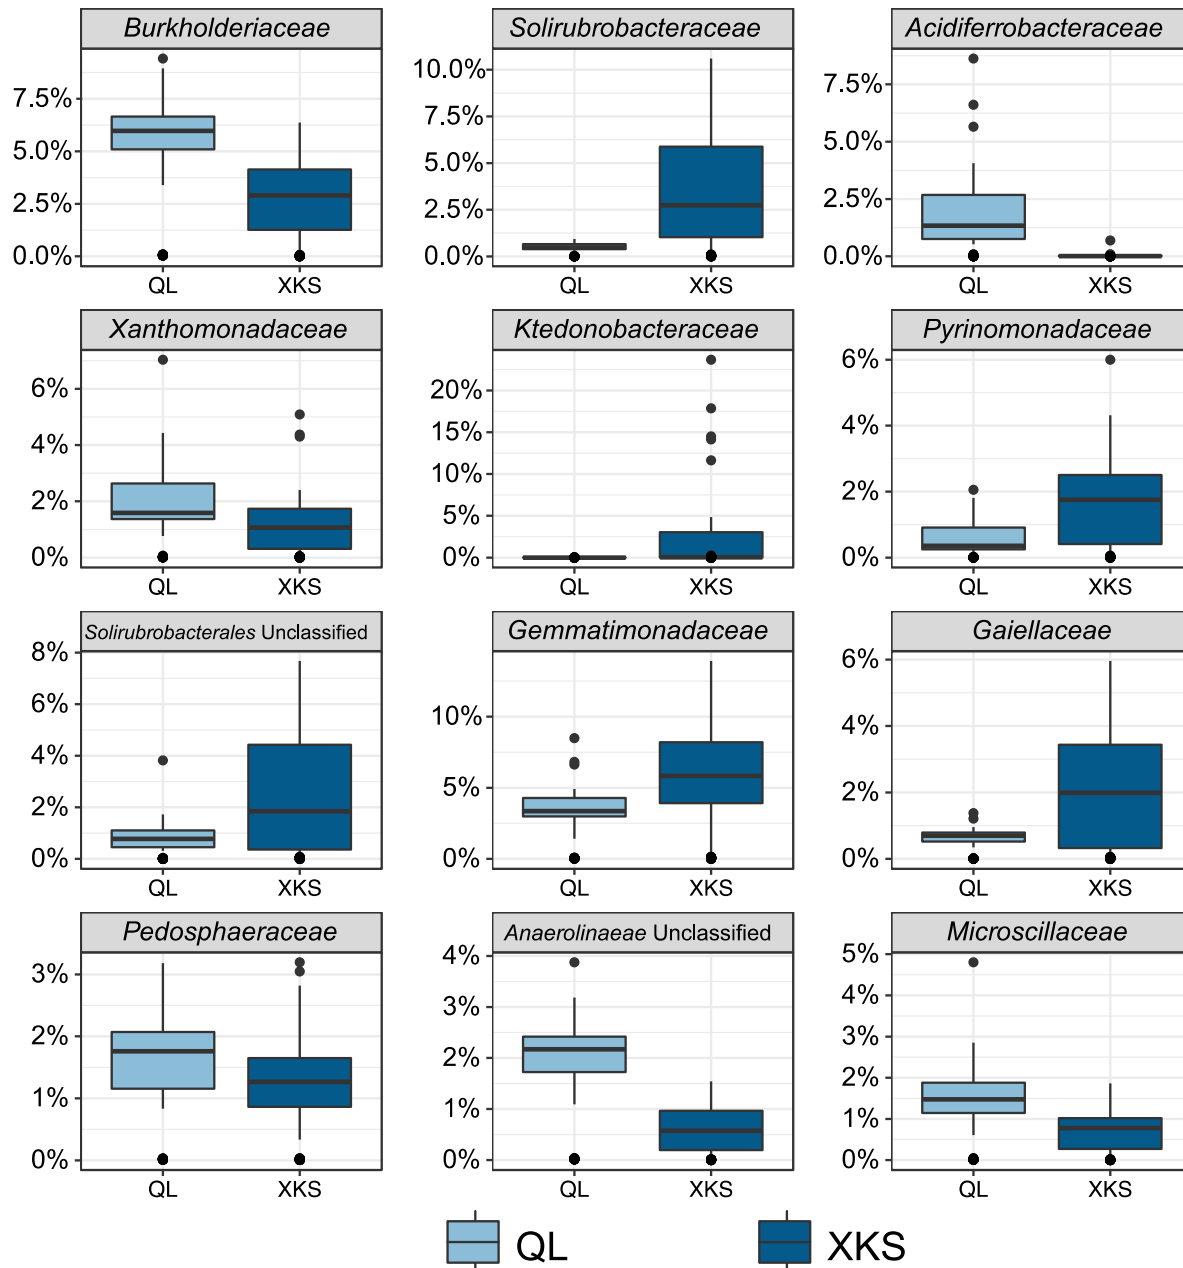 Burkholderiaceae
7.5%
5.0%
2.5%
0.0%
QL XKS
Solirubrobacteraceae
10.0%
7.5%
5.0%
2.5%
0.0%
QL XKS
Acidiferrobacteraceae
7.5%
5.0%
2.5%
0.0%
QL XKS
Xanthomonadaceae
6%
4%
2%
0%
QL XKS
Ktedonobacteraceae
20%
15%
10%
5%
0%
QL XKS
Pyrinomonadaceae
6%
4%
2%
0%
QL XKS
Solirubrobacterales Unclassified
8%
6%
4%
2%
0%
QL XKS
Gemmatimonadaceae
10%
5%
0%
QL XKS
Gaiellaceae
6%
4%
2%
0%
QL XKS
Pedosphaeraceae
3%
2%
1%
0%
QL XKS
Anaerolinaeae Unclassified
4%
3%
2%
1%
0%
QL XKS
Microscillaceae
5%
4%
3%
2%
1%
0%
QL XKS
QL XKS